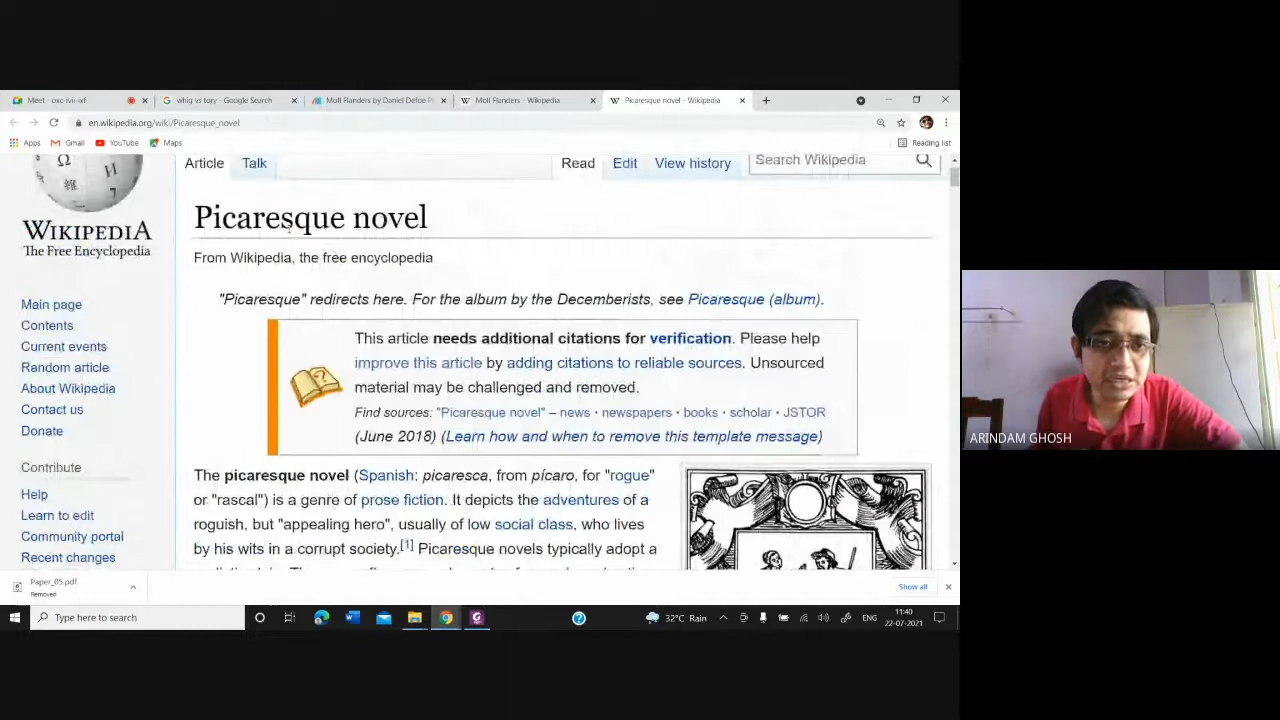 Meet - oxc-ivii-ixf
whig vs tory - Google Search
Moll Flanders by Daniel Defoe P
Moll Flanders - Wikipedia
Picaresque novel - Wikipedia
en.wikipedia.org/wiki/Picaresque_novel
Apps
Gmail
YouTube
Maps
Reading list
Article
Talk
Read
Edit
View history
Search Wikipedia
WIKIPEDIA
The Free Encyclopedia
Picaresque novel
From Wikipedia, the free encyclopedia
"Picaresque" redirects here. For the album by the Decemberists, see Picaresque (album).
This article needs additional citations for verification. Please help
improve this article by adding citations to reliable sources. Unsourced
material may be challenged and removed.
Find sources: "Picaresque novel" – news · newspapers · books · scholar · JSTOR
(June 2018) (Learn how and when to remove this template message)
The picaresque novel (Spanish: picaresca, from pícaro, for "rogue"
or "rascal") is a genre of prose fiction. It depicts the adventures of a
roguish, but "appealing hero", usually of low social class, who lives
by his wits in a corrupt society.[1] Picaresque novels typically adopt a
Main page
Contents
Current events
Random article
About Wikipedia
Contact us
Donate
Contribute
Help
Learn to edit
Community portal
Recent changes
Paper_05.pdf
Removed
Show all
Type here to search
32°C Rain
ENG
11:40
22-07-2021
ARINDAM GHOSH